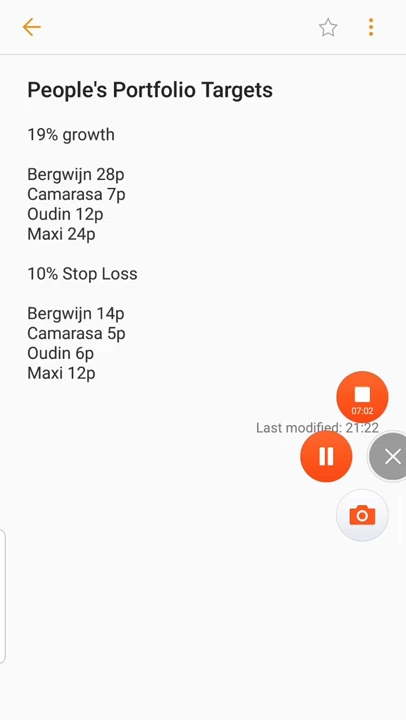 People's Portfolio Targets
19% growth
Bergwijn 28p
Camarasa 7p
Oudin 12p
Maxi 24p
10% Stop Loss
Bergwijn 14p
Camarasa 5p
Oudin 6p
Maxi 12p
07:02
Last modified: 21:22